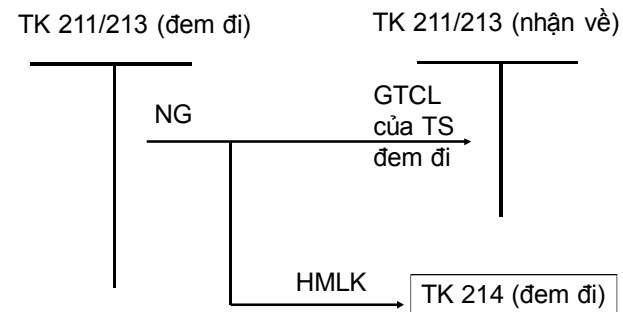 TK 211/213 (đem đi)
TK 211/213 (nhận về)
NG
GTCL
của TS
đem đi
HMLK
TK 214 (đem đi)